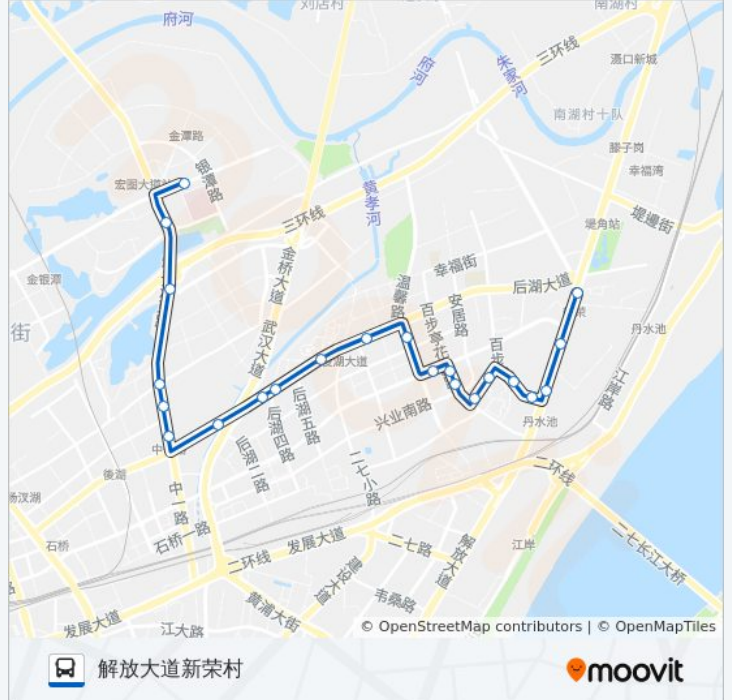 刘店村
南湖村
府河
府河
朱家河
三环线
滠口新城
南湖村十队
金潭路
滕子岗
银潭路
宏图大道站
幸福湾
黄孝河
三环线
堤边街
堤角站
金桥大道
幸福街
金银潭
温馨路
后湖大道
安居路
百步亭花
武汉大道
街
百步
丹水池
后湖大道
江岸路
后湖五路
兴业南路
后湖四路
丹水池
后湖二路
中
後湖
二七小路
二环线
杨汊湖
中一路
石桥一路
石桥
发展大道
二七路
解放大道
江岸
二七长江大桥
二环线
建设大道
路
韦桑路
黄浦大街
发展大道
江大路
© OpenStreetMap contributors | © OpenMapTiles
解放大道新荣村
moovit